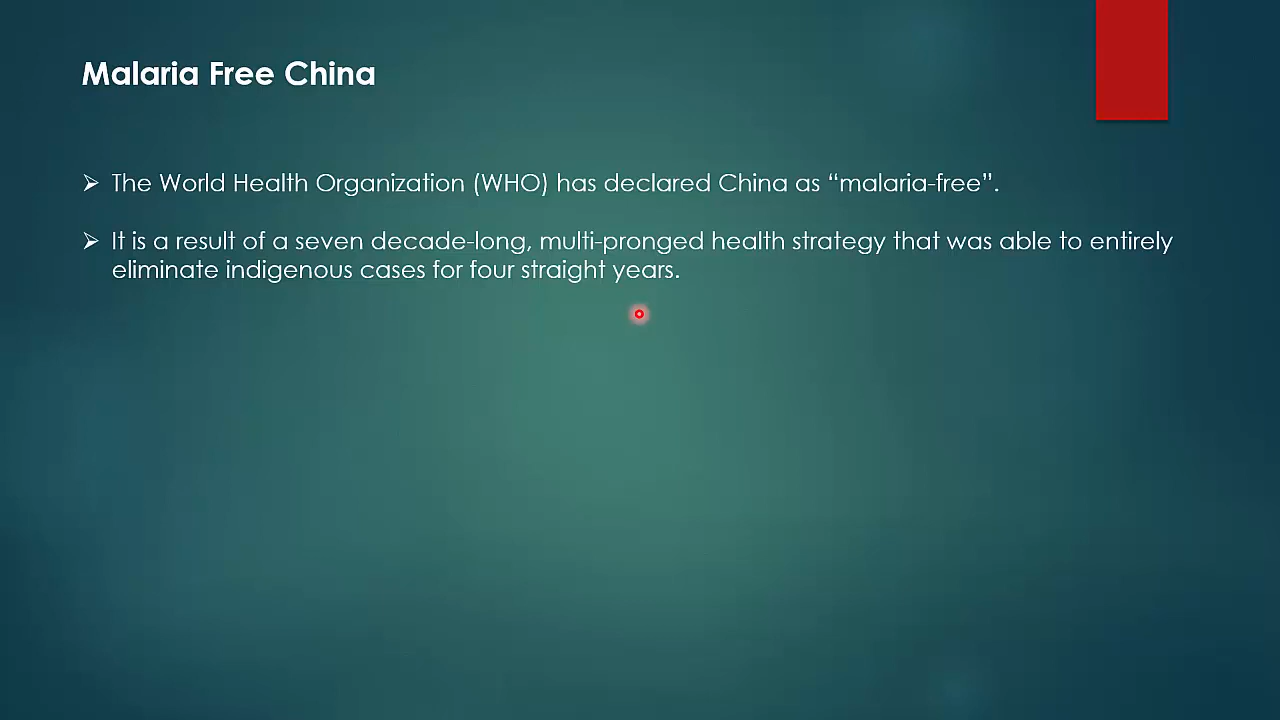 Malaria Free China
➢ The World Health Organization (WHO) has declared China as “malaria-free”.
➢ It is a result of a seven decade-long, multi-pronged health strategy that was able to entirely
eliminate indigenous cases for four straight years.